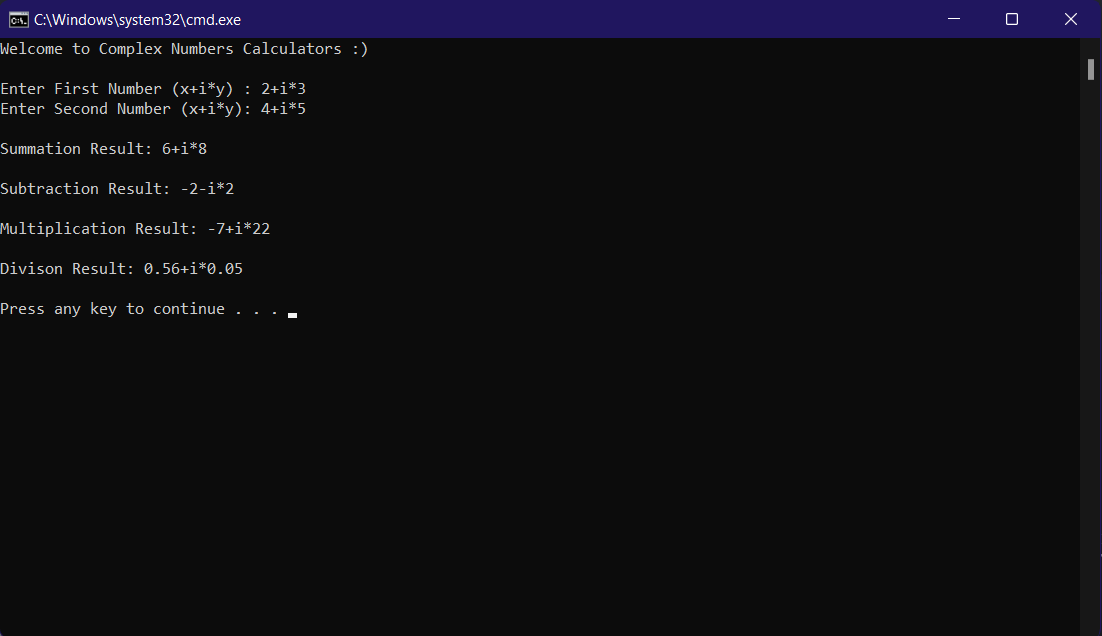 C:\Windows\system32\cmd.exe
Welcome to Complex Numbers Calculators :)
Enter First Number (x+i*y) : 2+i*3
Enter Second Number (x+i*y): 4+i*5
Summation Result: 6+i*8
Subtraction Result: -2-i*2
Multiplication Result: -7+i*22
Divison Result: 0.56+i*0.05
Press any key to continue . . .